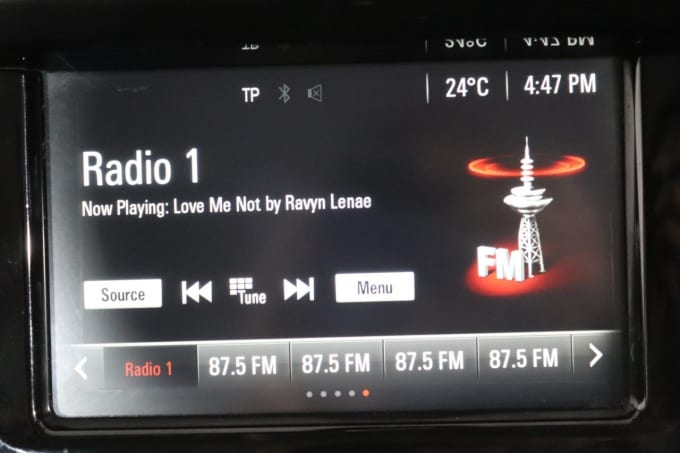 TP 24°C 4:47 PM
Radio 1
Now Playing: Love Me Not by Ravyn Lenae
FM
Source Tune Menu
Radio 1 87.5 FM 87.5 FM 87.5 FM 87.5 FM